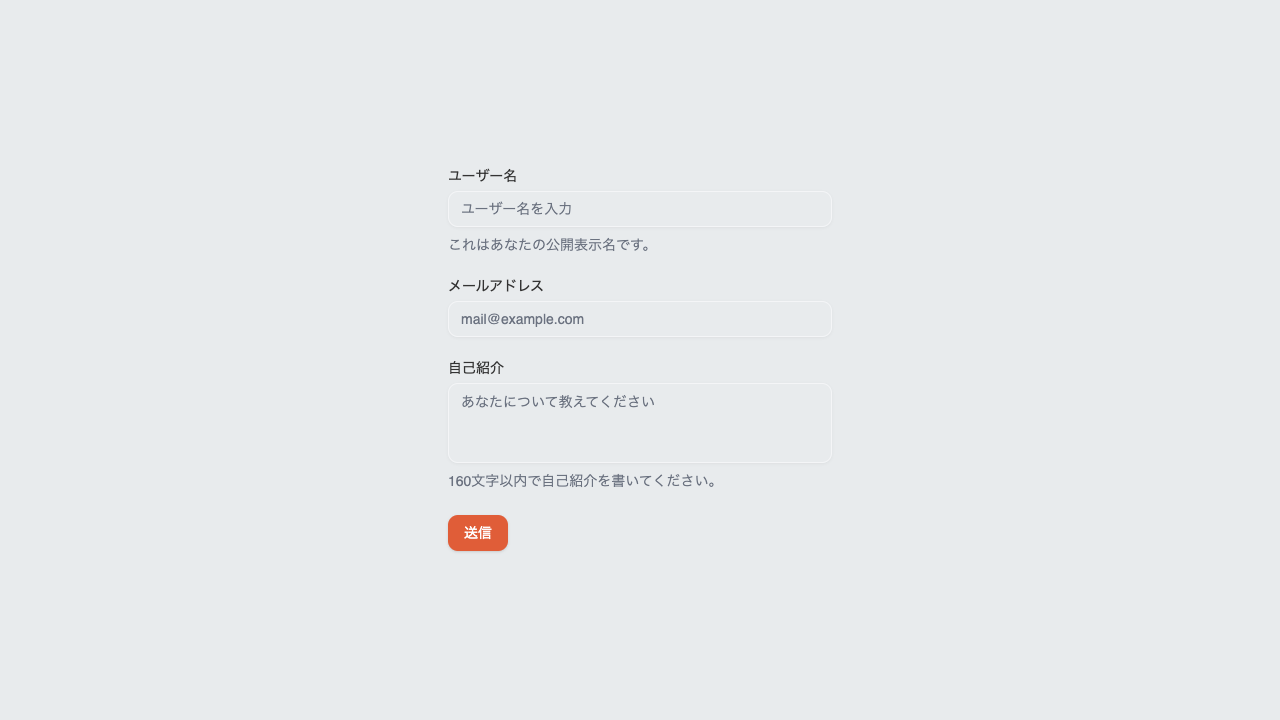 ユーザー名
ユーザー名を入力
これはあなたの公開表示名です。
メールアドレス
mail@example.com
自己紹介
あなたについて教えてください
160文字以内で自己紹介を書いてください。
送信